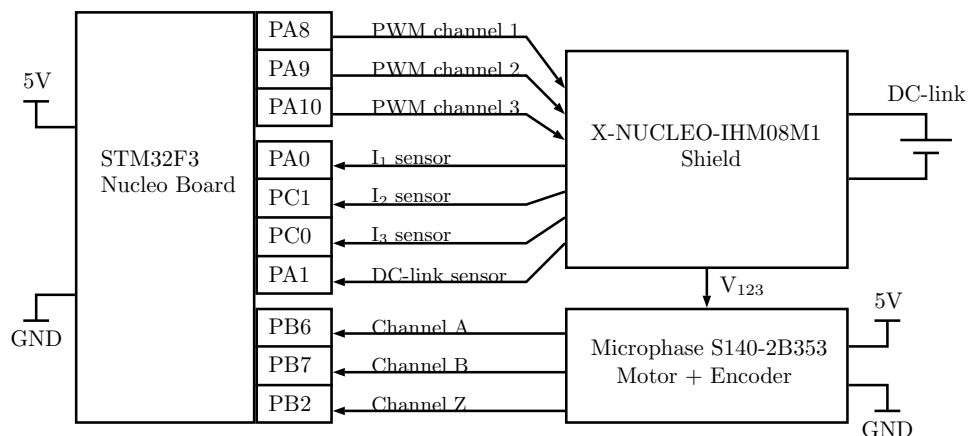 PA8 PWM channel 1
PA9 PWM channel 2
PA10 PWM channel 3
5V
DC-link
X-NUCLEO-IHM08M1
Shield
STM32F3
Nucleo Board
PA0 I₁ sensor
PC1 I₂ sensor
PC0 I₃ sensor
PA1 DC-link sensor
V₁₂₃
GND
5V
PB6 Channel A
PB7 Channel B
PB2 Channel Z
Microphase S140-2B353
Motor + Encoder
GND